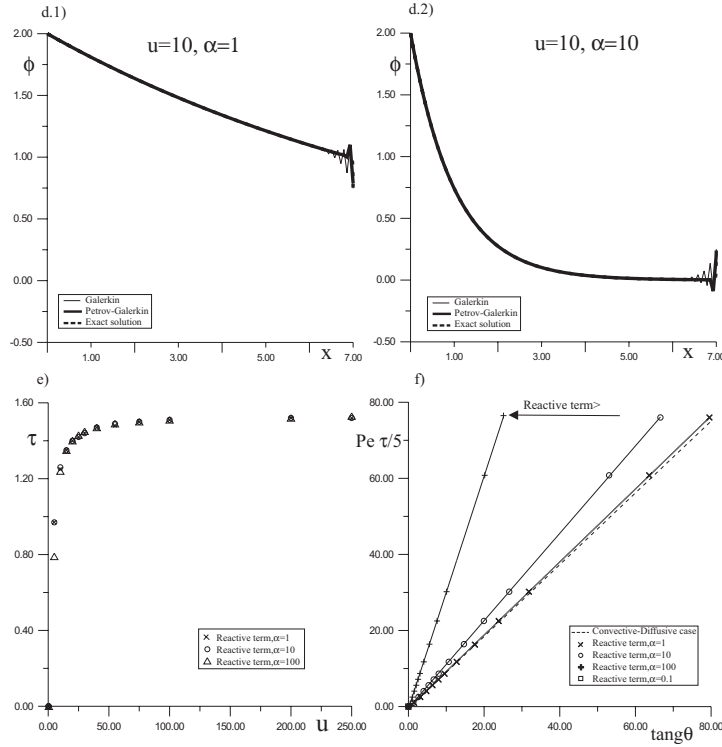 d.1)
u=10, α=1
2.00
ϕ
1.50
1.00
0.50
0.00
-0.50
1.00
3.00
5.00
X
7.00
Galerkin
Petrov-Galerkin
Exact solution
d.2)
u=10, α=10
2.00
ϕ
1.50
1.00
0.50
0.00
-0.50
1.00
3.00
5.00
X
7.00
Galerkin
Petrov-Galerkin
Exact solution
e)
1.60
τ
1.20
0.80
0.40
0.00
0.00
50.00
100.00
150.00
200.00
u
250.00
Reactive term,α=1
Reactive term,α=10
Reactive term,α=100
f)
80.00
Pe τ/5
60.00
40.00
20.00
0.00
0.00
20.00
40.00
60.00
tangθ
80.00
Reactive term>
Convective-Diffusive case
Reactive term,α=1
Reactive term,α=10
Reactive term,α=100
Reactive term,α=0.1